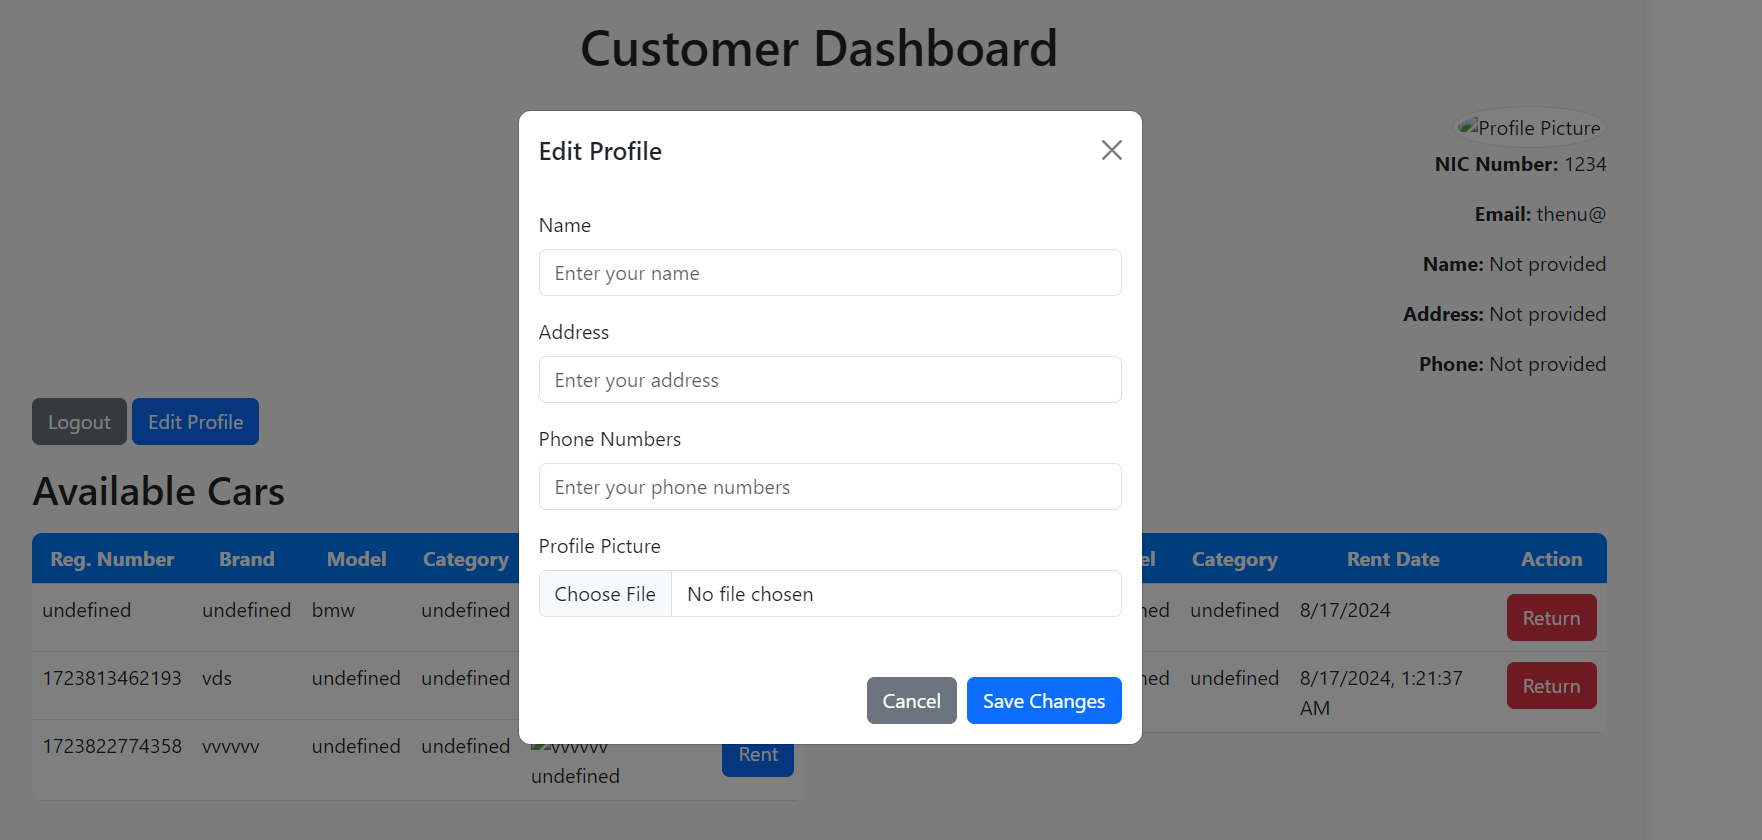 Customer Dashboard
Profile Picture
NIC Number: 1234
Email: thenu@
Name: Not provided
Address: Not provided
Phone: Not provided
Edit Profile
Name
Enter your name
Address
Enter your address
Phone Numbers
Enter your phone numbers
Profile Picture
Choose File No file chosen
Cancel Save Changes
Logout Edit Profile
Available Cars
Reg. Number Brand Model Category
undefined undefined bmw undefined
1723813462193 vds undefined undefined
1723822774358 vvvvvv undefined undefined vvvvvv Rent
undefined
el Category Rent Date Action
ned undefined 8/17/2024 Return
ned undefined 8/17/2024, 1:21:37 Return
AM